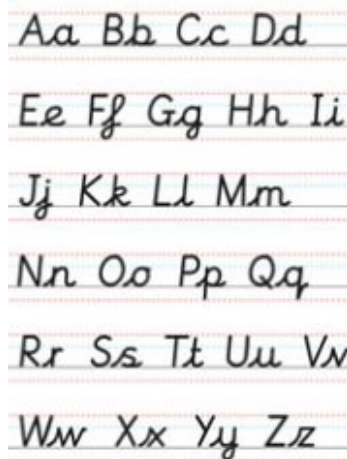 Aa Bb Cc Dd
Ee Ff Gg Hh Ii
Jj Kk Ll Mm
Nn Oo Pp Qq
Rr Ss Tt Uu Vv
Ww Xx Yy Zz